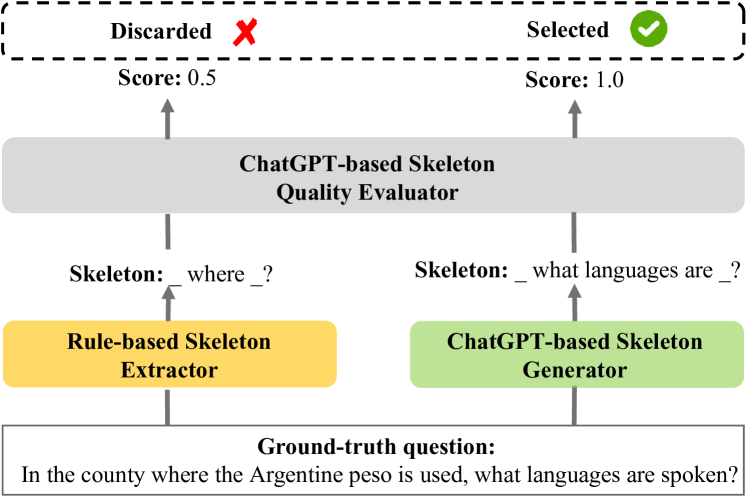 Discarded
Selected
Score: 0.5
Score: 1.0
ChatGPT-based Skeleton
Quality Evaluator
Skeleton: _ where _?
Skeleton: _ what languages are _?
Rule-based Skeleton
Extractor
ChatGPT-based Skeleton
Generator
Ground-truth question:
In the county where the Argentine peso is used, what languages are spoken?